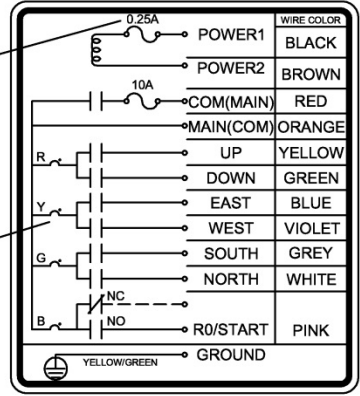 0.25A
WIRE COLOR
POWER1 BLACK
POWER2 BROWN
10A
COM(MAIN) RED
MAIN(COM) ORANGE
R UP YELLOW
DOWN GREEN
Y EAST BLUE
WEST VIOLET
G SOUTH GREY
NORTH WHITE
NC
B NO R0/START PINK
YELLOW/GREEN GROUND